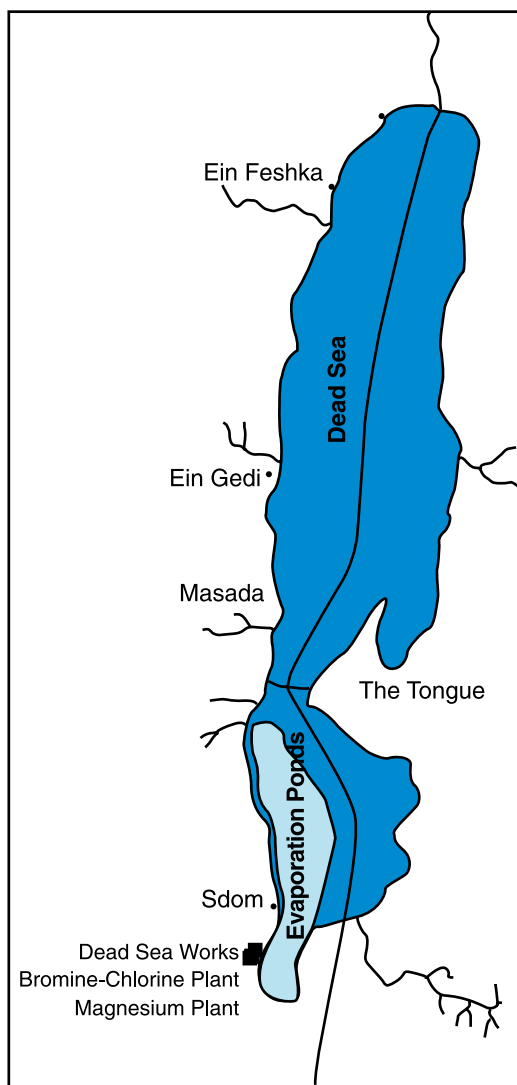 Ein Feshka
Dead Sea
Ein Gedi
Masada
The Tongue
Evaporation Ponds
Sdom
Dead Sea Works
Bromine-Chlorine Plant
Magnesium Plant